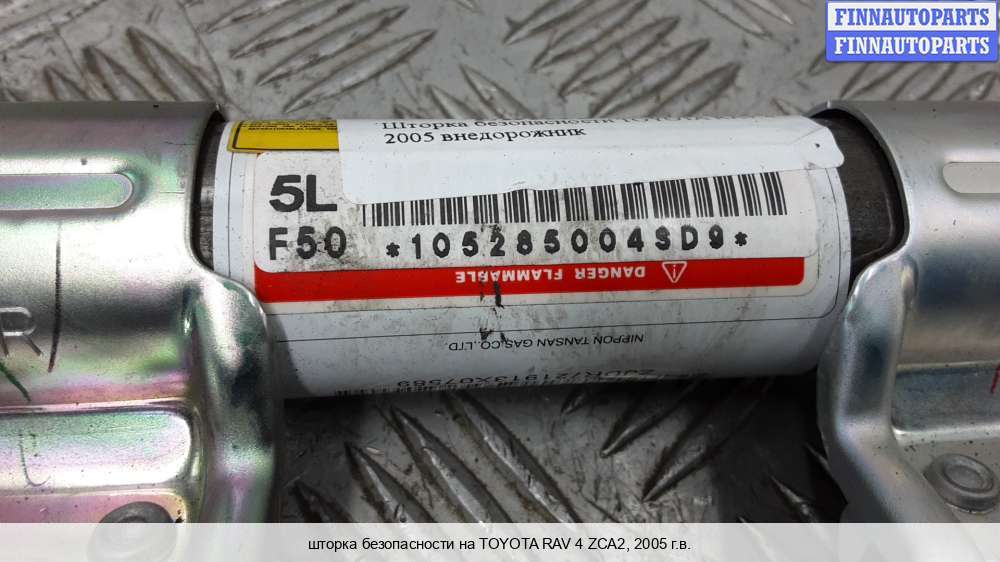 FINNAUTOPARTS
FINNAUTOPARTS
Шторка безопасности
2005 внедорожник
5L
F50 *105285004SD9*
DANGER FLAMMABLE
NIPPON TANSAN GAS.CO.,LTD.
шторка безопасности на TOYOTA RAV 4 ZCA2, 2005 г.в.